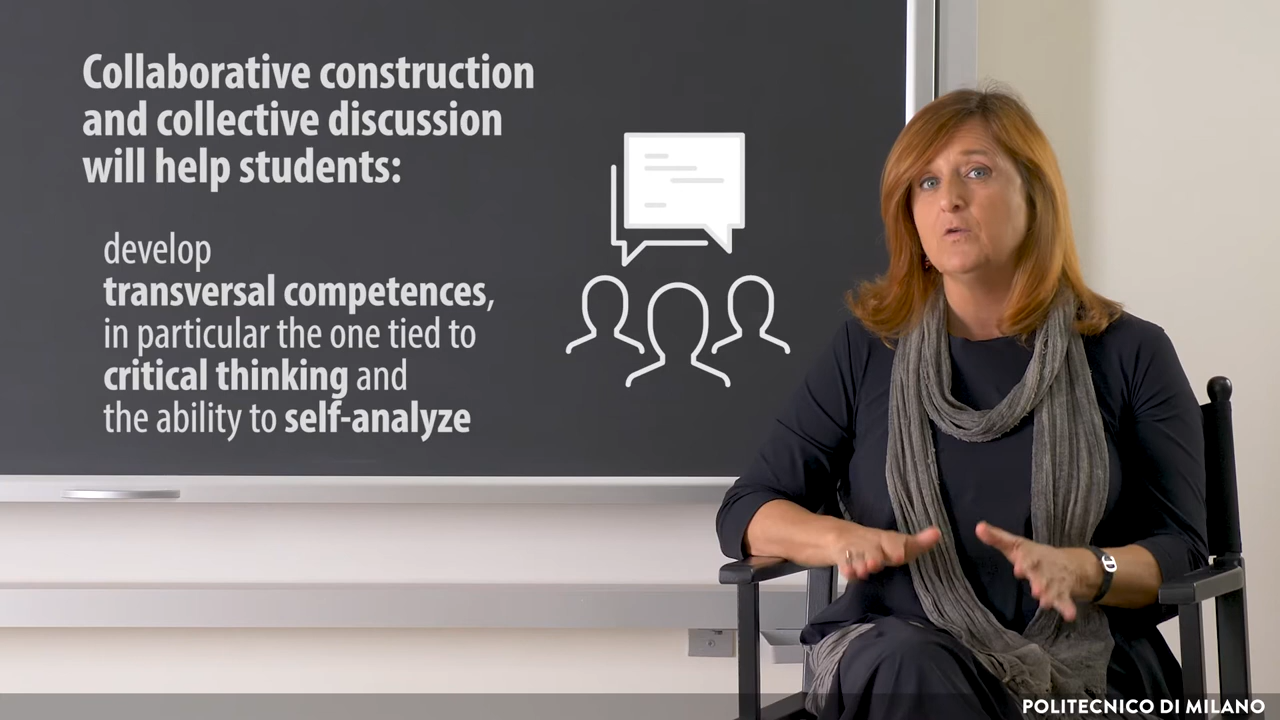 Collaborative construction
and collective discussion
will help students:
develop
transversal competences,
in particular the one tied to
critical thinking and
the ability to self-analyze
POLITECNICO DI MILANO